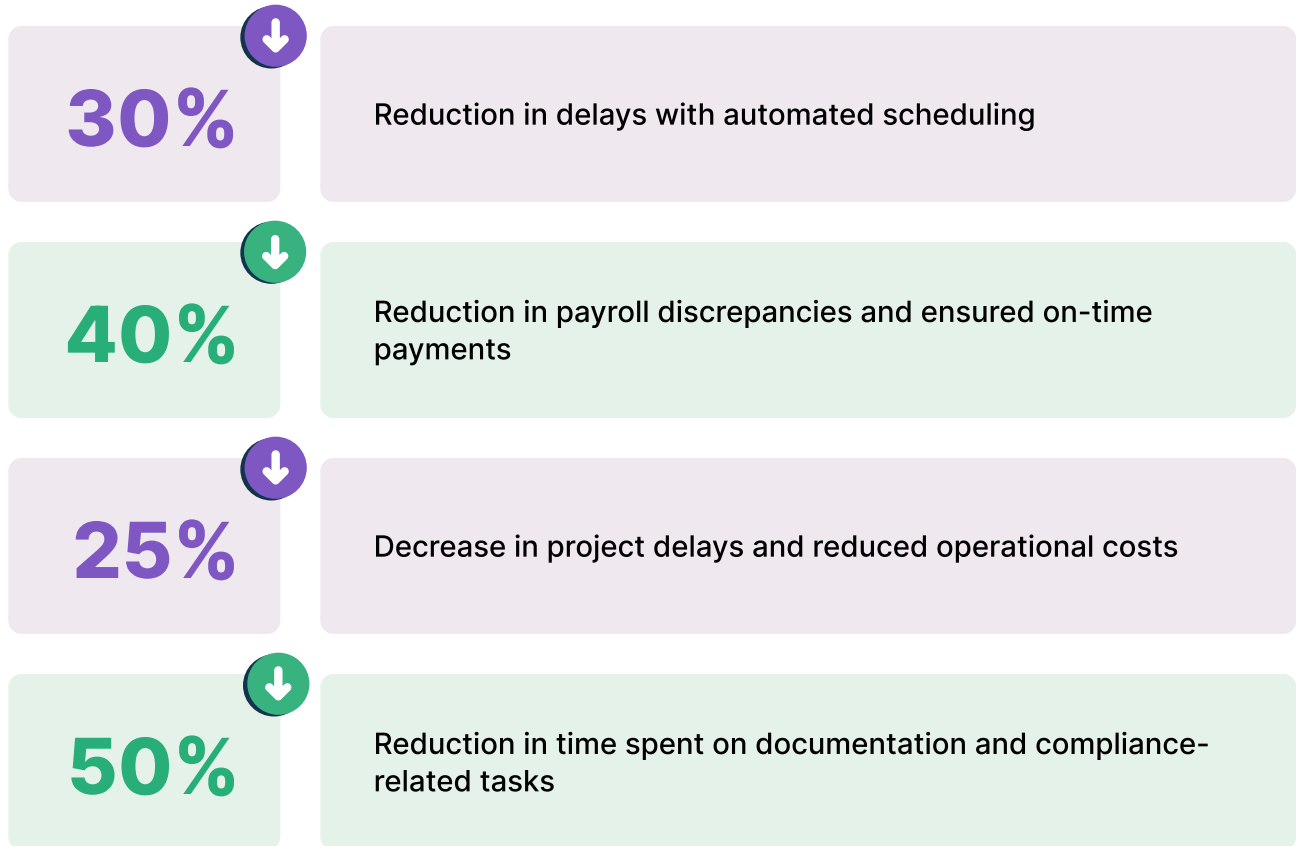 30%
Reduction in delays with automated scheduling
40%
Reduction in payroll discrepancies and ensured on-time
payments
25%
Decrease in project delays and reduced operational costs
50%
Reduction in time spent on documentation and compliance-
related tasks